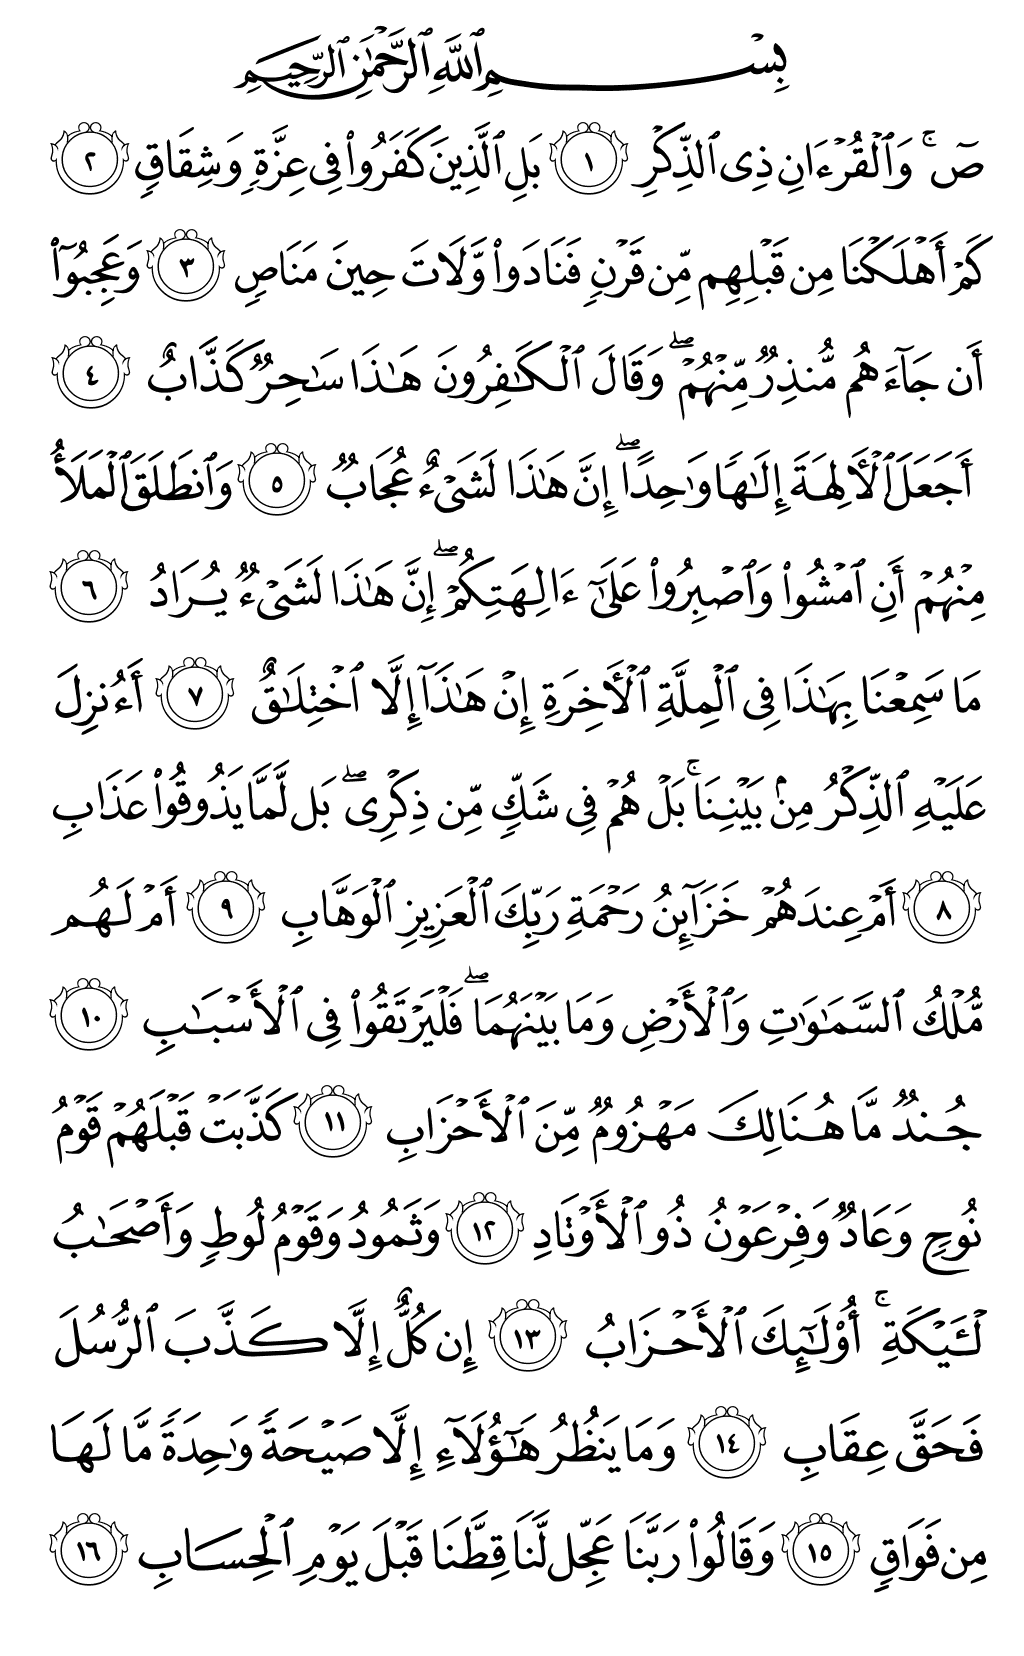 بِسْمِ ٱللَّهِ ٱلرَّحْمَٰنِ ٱلرَّحِيمِ
صٓ ۚ وَٱلْقُرْءَانِ ذِى ٱلذِّكْرِ ١ بَلِ ٱلَّذِينَ كَفَرُوا۟ فِى عِزَّةٍ وَشِقَاقٍ ٢
كَمْ أَهْلَكْنَا مِن قَبْلِهِم مِّن قَرْنٍ فَنَادَوا۟ وَّلَاتَ حِينَ مَنَاصٍ ٣ وَعَجِبُوٓا۟
أَن جَآءَهُم مُّنذِرٌ مِّنْهُمْ ۖ وَقَالَ ٱلْكَٰفِرُونَ هَٰذَا سَٰحِرٌ كَذَّابٌ ٤
أَجَعَلَ ٱلْأَلِهَةَ إِلَٰهًا وَٰحِدًا ۖ إِنَّ هَٰذَا لَشَىْءٌ عُجَابٌ ٥ وَٱنطَلَقَ ٱلْمَلَأُ
مِنْهُمْ أَنِ ٱمْشُوا۟ وَٱصْبِرُوا۟ عَلَىٰٓ ءَالِهَتِكُمْ ۖ إِنَّ هَٰذَا لَشَىْءٌ يُرَادُ ٦
مَا سَمِعْنَا بِهَٰذَا فِى ٱلْمِلَّةِ ٱلْأَخِرَةِ إِنْ هَٰذَآ إِلَّا ٱخْتِلَٰقٌ ٧ أَءُنزِلَ
عَلَيْهِ ٱلذِّكْرُ مِنۢ بَيْنِنَا ۚ بَلْ هُمْ فِى شَكٍّ مِّن ذِكْرِى ۖ بَل لَّمَّا يَذُوقُوا۟ عَذَابِ
٨ أَمْ عِندَهُمْ خَزَآئِنُ رَحْمَةِ رَبِّكَ ٱلْعَزِيزِ ٱلْوَهَّابِ ٩ أَمْ لَهُم
مُّلْكُ ٱلسَّمَٰوَٰتِ وَٱلْأَرْضِ وَمَا بَيْنَهُمَا ۖ فَلْيَرْتَقُوا۟ فِى ٱلْأَسْبَٰبِ ١٠
جُندٌ مَّا هُنَالِكَ مَهْزُومٌ مِّنَ ٱلْأَحْزَابِ ١١ كَذَّبَتْ قَبْلَهُمْ قَوْمُ
نُوحٍ وَعَادٌ وَفِرْعَوْنُ ذُو ٱلْأَوْتَادِ ١٢ وَثَمُودُ وَقَوْمُ لُوطٍ وَأَصْحَٰبُ
لْـَٔيْكَةِ ۚ أُو۟لَٰٓئِكَ ٱلْأَحْزَابُ ١٣ إِن كُلٌّ إِلَّا كَذَّبَ ٱلرُّسُلَ
فَحَقَّ عِقَابِ ١٤ وَمَا يَنظُرُ هَٰٓؤُلَآءِ إِلَّا صَيْحَةً وَٰحِدَةً مَّا لَهَا
مِن فَوَاقٍ ١٥ وَقَالُوا۟ رَبَّنَا عَجِّل لَّنَا قِطَّنَا قَبْلَ يَوْمِ ٱلْحِسَابِ ١٦